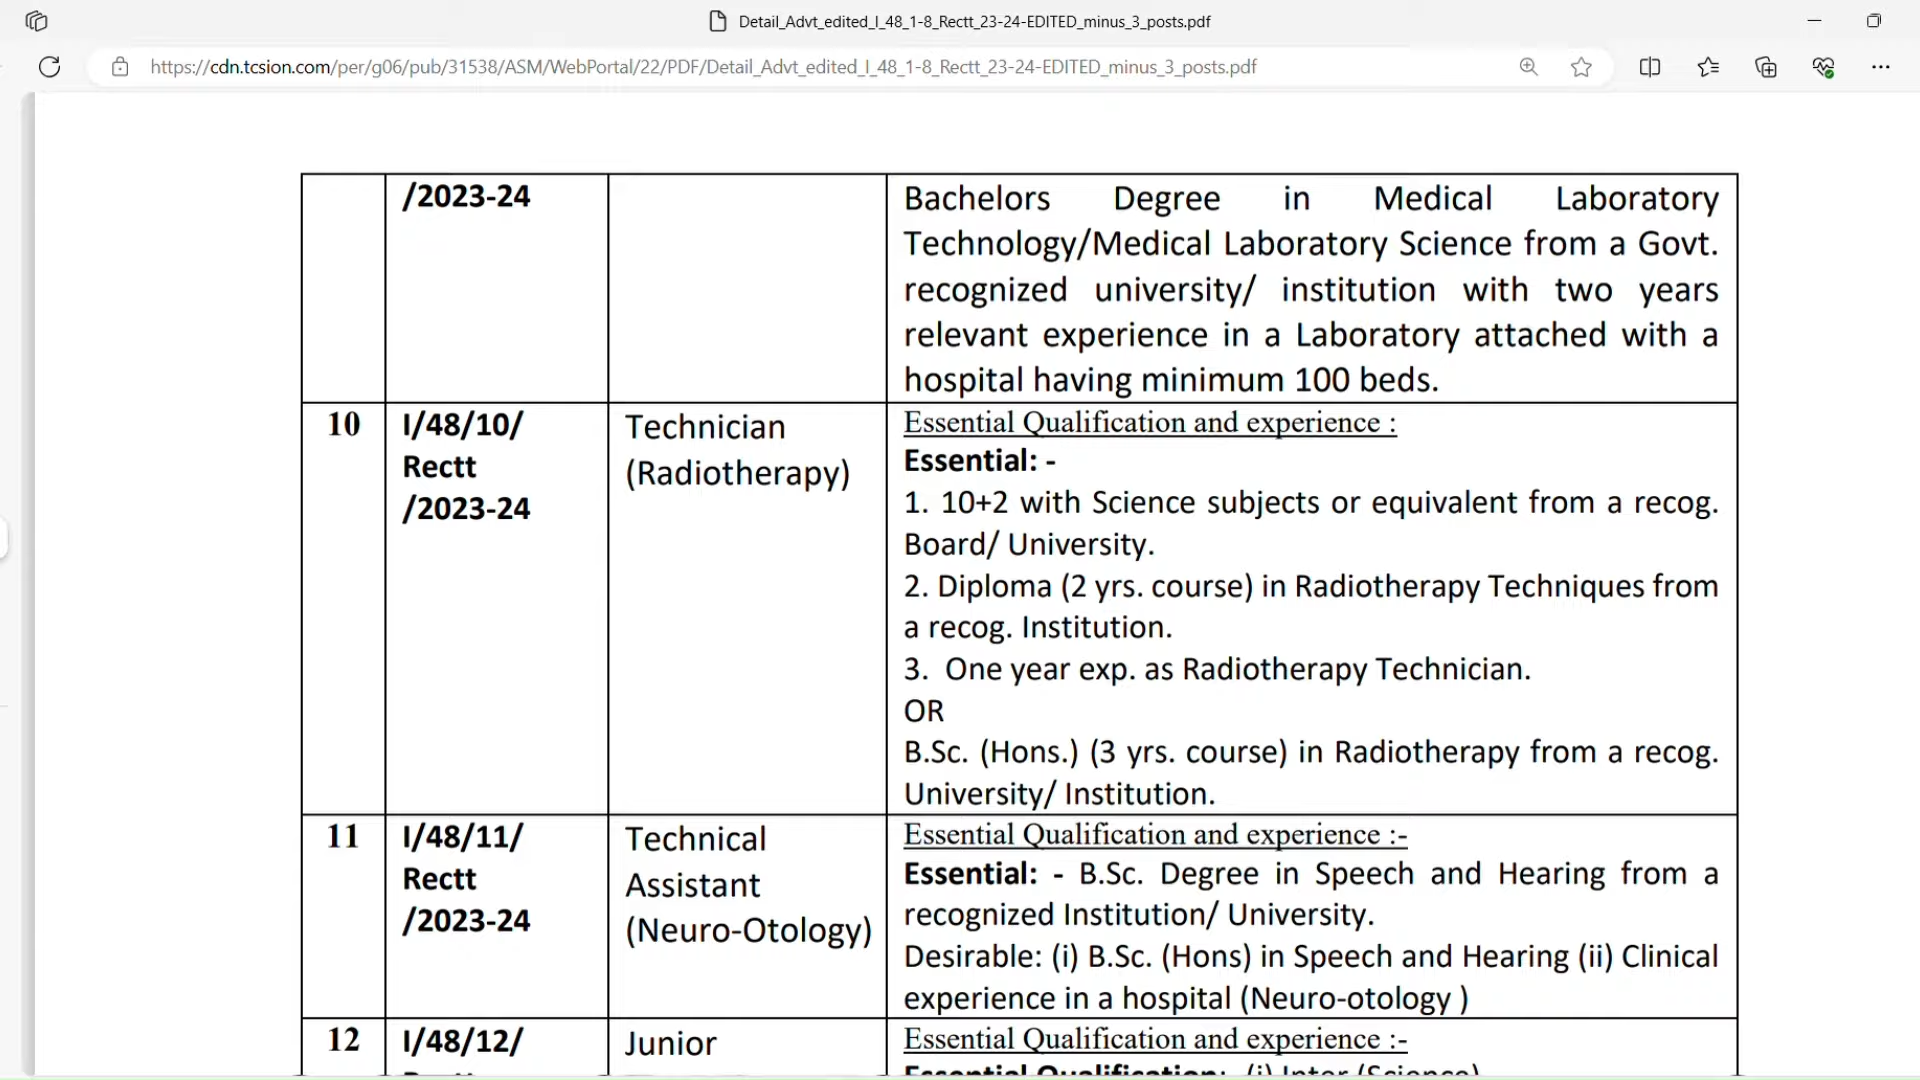 Detail_Advt_edited_I_48_1-8_Rectt_23-24-EDITED_minus_3_posts.pdf
https://cdn.tcsion.com/per/g06/pub/31538/ASM/WebPortal/22/PDF/Detail_Advt_edited_I_48_1-8_Rectt_23-24-EDITED_minus_3_posts.pdf
/2023-24
Bachelors Degree in Medical Laboratory
Technology/Medical Laboratory Science from a Govt.
recognized university/ institution with two years
relevant experience in a Laboratory attached with a
hospital having minimum 100 beds.
10
I/48/10/
Rectt
/2023-24
Technician
(Radiotherapy)
Essential Qualification and experience :
Essential: -
1. 10+2 with Science subjects or equivalent from a recog.
Board/ University.
2. Diploma (2 yrs. course) in Radiotherapy Techniques from
a recog. Institution.
3. One year exp. as Radiotherapy Technician.
OR
B.Sc. (Hons.) (3 yrs. course) in Radiotherapy from a recog.
University/ Institution.
11
I/48/11/
Rectt
/2023-24
Technical
Assistant
(Neuro-Otology)
Essential Qualification and experience :-
Essential: - B.Sc. Degree in Speech and Hearing from a
recognized Institution/ University.
Desirable: (i) B.Sc. (Hons) in Speech and Hearing (ii) Clinical
experience in a hospital (Neuro-otology )
12
I/48/12/
Junior
Essential Qualification and experience :-
Essential Qualification: (i) Inter (Science)